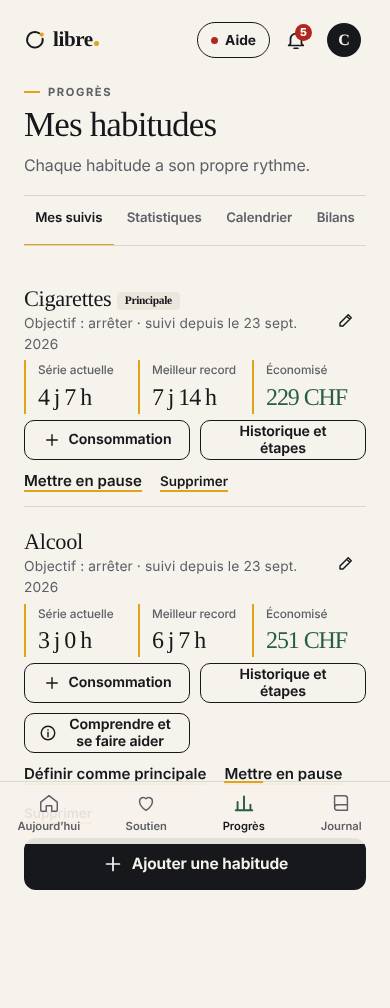 libre.
Aide
5
C
PROGRÈS
Mes habitudes
Chaque habitude a son propre rythme.
Mes suivis
Statistiques
Calendrier
Bilans
Cigarettes
Principale
Objectif : arrêter · suivi depuis le 23 sept.
2026
Série actuelle
4 j 7 h
Meilleur record
7 j 14 h
Économisé
229 CHF
Consommation
Historique et
étapes
Mettre en pause
Supprimer
Alcool
Objectif : arrêter · suivi depuis le 23 sept.
2026
Série actuelle
3 j 0 h
Meilleur record
6 j 7 h
Économisé
251 CHF
Consommation
Historique et
étapes
Comprendre et
se faire aider
Définir comme principale
Mettre en pause
Supprimer
Aujourd'hui
Soutien
Progrès
Journal
Ajouter une habitude